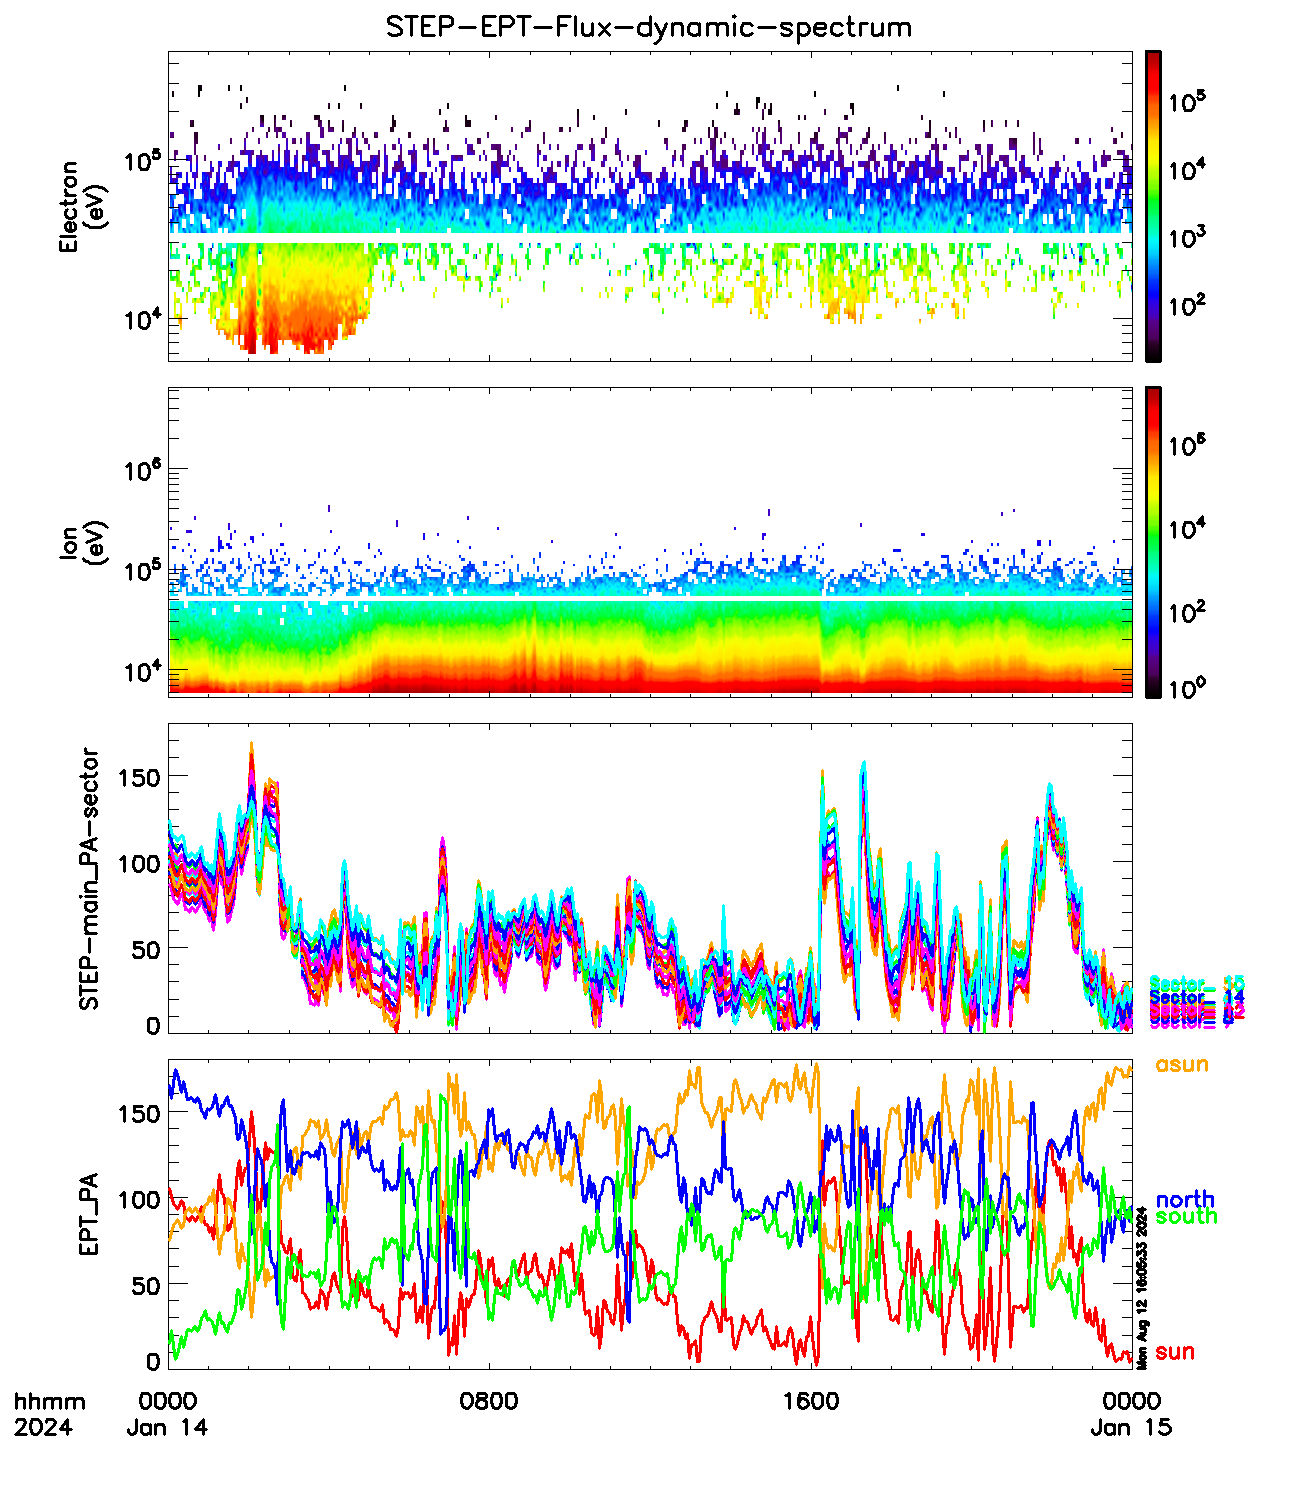 STEP-EPT-Flux-dynamic-spectrum
Electron
(eV)
10^5
10^4
10^5
10^4
10^3
10^2
Ion
(eV)
10^6
10^5
10^4
10^6
10^4
10^2
10^0
STEP-main_PA-sector
150
100
50
0
Sector_ 15
Sector_ 14
EPT_PA
150
100
50
0
asun
north
south
sun
Mon Aug 12 16:05:33 2024
hhmm
2024
0000
Jan 14
0800
1600
0000
Jan 15